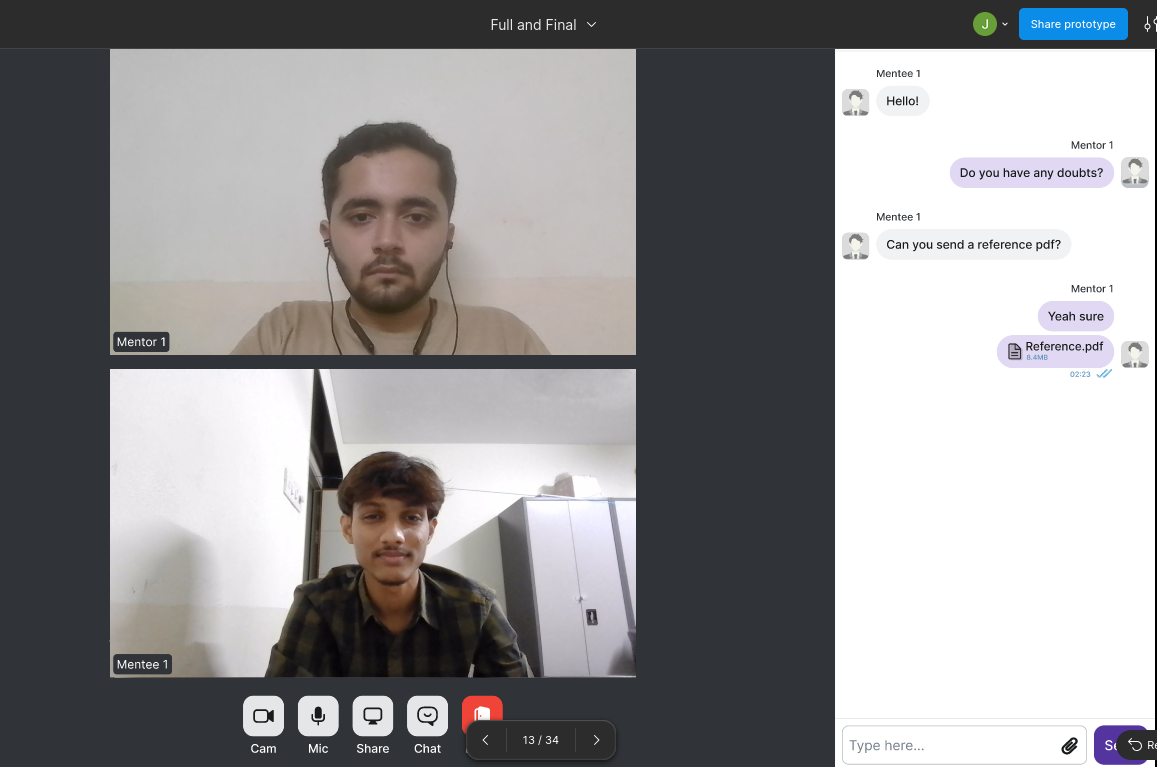 Full and Final
J
Share prototype
Mentee 1
Hello!
Mentor 1
Do you have any doubts?
Mentee 1
Can you send a reference pdf?
Mentor 1
Yeah sure
Reference.pdf
8.4MB
02:23
Mentor 1
Mentee 1
Cam
Mic
Share
Chat
13 / 34
Type here...
Se
Re